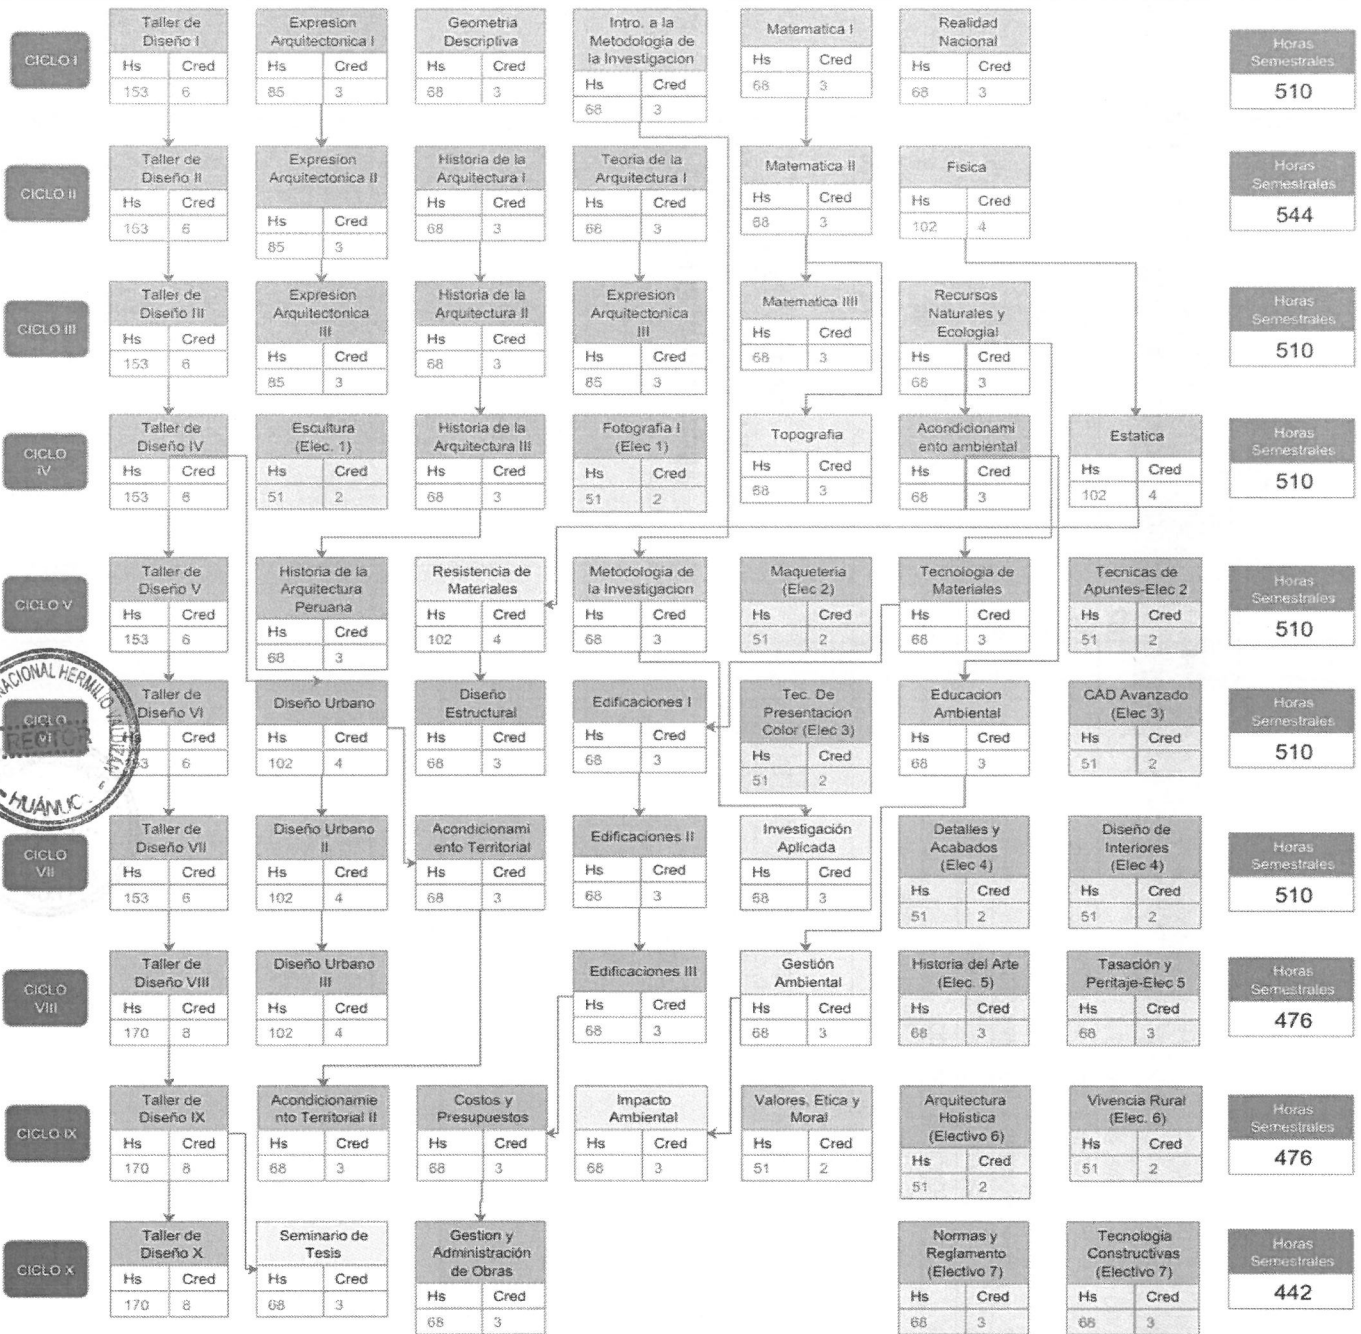 CICLO I
Taller de
Diseño I
Hs Cred
153 6
Expresion
Arquitectonica I
Hs Cred
85 3
Geometria
Descriptiva
Hs Cred
68 3
Intro. a la
Metodologia de
la Investigacion
Hs Cred
68 3
Matematica I
Hs Cred
68 3
Realidad
Nacional
Hs Cred
68 3
Horas
Semestrales
510
CICLO II
Taller de
Diseño II
Hs Cred
153 6
Expresion
Arquitectonica II
Hs Cred
85 3
Historia de la
Arquitectura I
Hs Cred
68 3
Teoria de la
Arquitectura I
Hs Cred
68 3
Matematica II
Hs Cred
68 3
Fisica
Hs Cred
102 4
Horas
Semestrales
544
CICLO III
Taller de
Diseño III
Hs Cred
153 6
Expresion
Arquitectonica
III
Hs Cred
85 3
Historia de la
Arquitectura II
Hs Cred
68 3
Expresion
Arquitectonica
III
Hs Cred
85 3
Matematica IIII
Hs Cred
68 3
Recursos
Naturales y
Ecologial
Hs Cred
68 3
Horas
Semestrales
510
CICLO
IV
Taller de
Diseño IV
Hs Cred
153 6
Escultura
(Elec. 1)
Hs Cred
51 2
Historia de la
Arquitectura III
Hs Cred
68 3
Fotografia I
(Elec 1)
Hs Cred
51 2
Topografia
Hs Cred
68 3
Acondicionami
ento ambiental
Hs Cred
68 3
Estatica
Hs Cred
102 4
Horas
Semestrales
510
CICLO V
Taller de
Diseño V
Hs Cred
153 6
Historia de la
Arquitectura
Peruana
Hs Cred
68 3
Resistencia de
Materiales
Hs Cred
102 4
Metodologia de
la Investigacion
Hs Cred
68 3
Maqueteria
(Elec 2)
Hs Cred
51 2
Tecnologia de
Materiales
Hs Cred
68 3
Tecnicas de
Apuntes-Elec 2
Hs Cred
51 2
Horas
Semestrales
510
NACIONAL HERMILIO VALDIZAN
RECTOR
HUÁNUC
CICLO
VI
Taller de
Diseño VI
Hs Cred
153 6
Diseño Urbano
Hs Cred
102 4
Diseño
Estructural
Hs Cred
68 3
Edificaciones I
Hs Cred
68 3
Tec. De
Presentacion
Color (Elec 3)
Hs Cred
51 2
Educacion
Ambiental
Hs Cred
68 3
CAD Avanzado
(Elec 3)
Hs Cred
51 2
Horas
Semestrales
510
CICLO
VII
Taller de
Diseño VII
Hs Cred
153 6
Diseño Urbano
II
Hs Cred
102 4
Acondicionami
ento Territorial
Hs Cred
68 3
Edificaciones II
Hs Cred
68 3
Investigación
Aplicada
Hs Cred
68 3
Detalles y
Acabados
(Elec 4)
Hs Cred
51 2
Diseño de
Interiores
(Elec 4)
Hs Cred
51 2
Horas
Semestrales
510
CICLO
VIII
Taller de
Diseño VIII
Hs Cred
170 8
Diseño Urbano
III
Hs Cred
102 4
Edificaciones III
Hs Cred
68 3
Gestión
Ambiental
Hs Cred
68 3
Historia del Arte
(Elec. 5)
Hs Cred
68 3
Tasación y
Peritaje-Elec 5
Hs Cred
68 3
Horas
Semestrales
476
CICLO IX
Taller de
Diseño IX
Hs Cred
170 8
Acondicionamie
nto Territorial II
Hs Cred
68 3
Costos y
Presupuestos
Hs Cred
68 3
Impacto
Ambiental
Hs Cred
68 3
Valores, Etica y
Moral
Hs Cred
51 2
Arquitectura
Holistica
(Electivo 6)
Hs Cred
51 2
Vivencia Rural
(Elec. 6)
Hs Cred
51 2
Horas
Semestrales
476
CICLO X
Taller de
Diseño X
Hs Cred
170 8
Seminario de
Tesis
Hs Cred
68 3
Gestion y
Administración
de Obras
Hs Cred
68 3
Normas y
Reglamento
(Electivo 7)
Hs Cred
68 3
Tecnologia
Constructivas
(Electivo 7)
Hs Cred
68 3
Horas
Semestrales
442